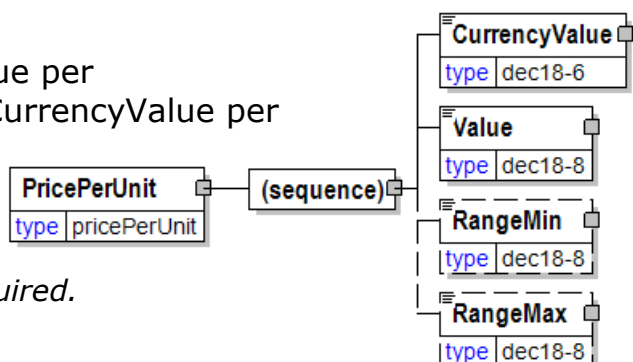 CurrencyValue
type dec18-6
ue per
CurrencyValue per
Value
type dec18-8
PricePerUnit
type pricePerUnit
(sequence)
RangeMin
type dec18-8
uired.
RangeMax
type dec18-8